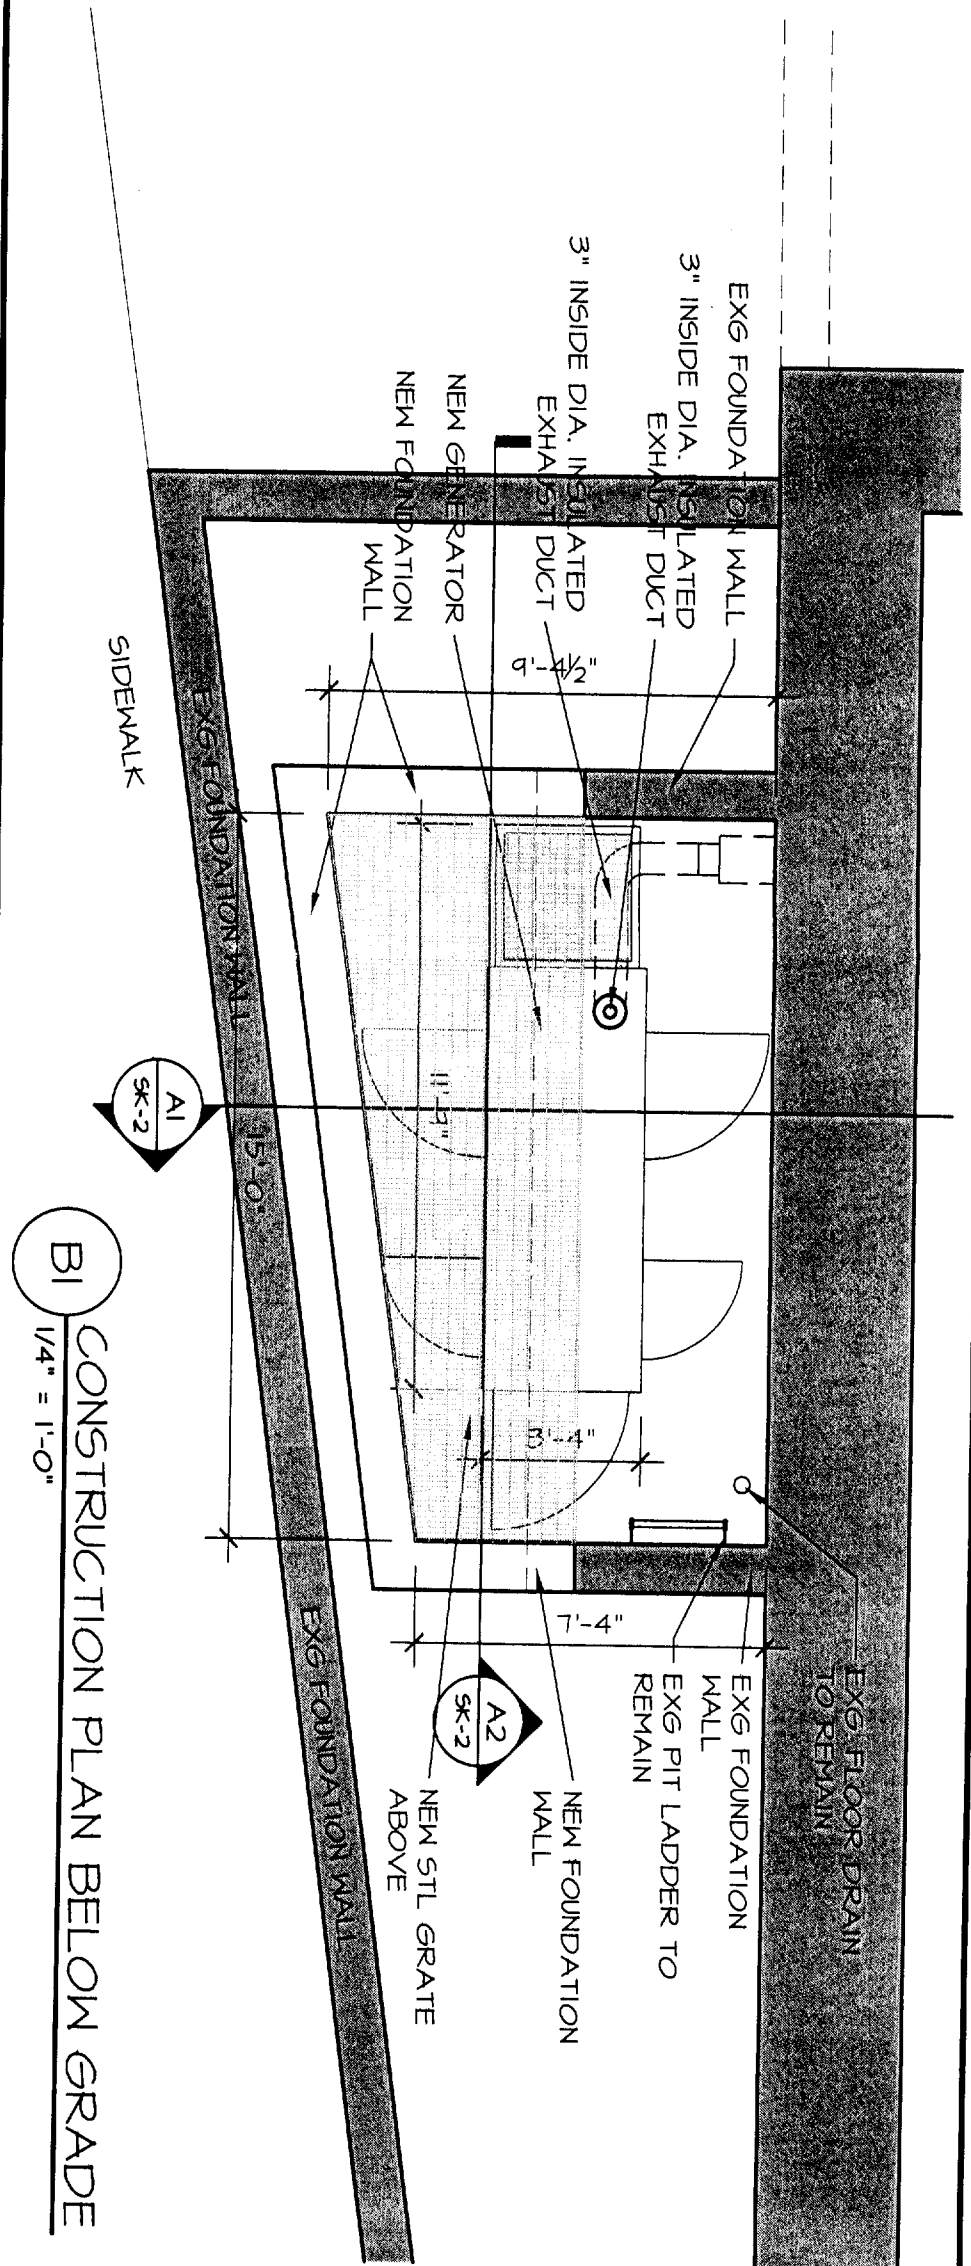 EXG FOUNDATION WALL
3" INSIDE DIA. INSULATED
EXHAUST DUCT
3" INSIDE DIA. INSULATED
EXHAUST DUCT
NEW GENERATOR
NEW FOUNDATION
WALL
9'-4½"
SIDEWALK
EXG FOUNDATION WALL
11'-9"
15'-0"
3'-4"
7'-4"
EXG FLOOR DRAIN
TO REMAIN
EXG FOUNDATION
WALL
EXG PIT LADDER TO
REMAIN
NEW FOUNDATION
WALL
NEW STL GRATE
ABOVE
EXG FOUNDATION WALL
A1
SK-2
A2
SK-2
B1
CONSTRUCTION PLAN BELOW GRADE
1/4" = 1'-0"